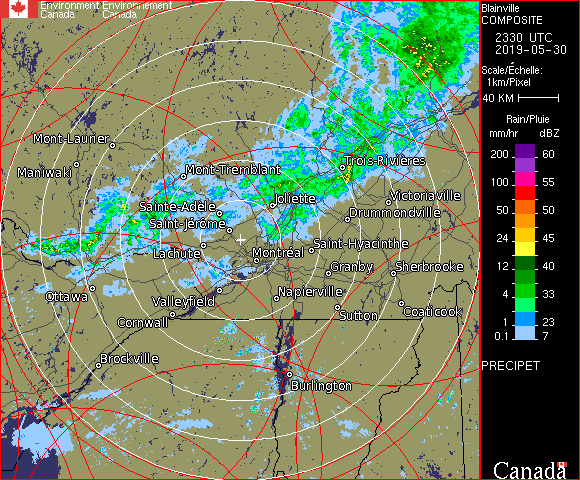 Environment Environnement
Canada Canada
Blainville
COMPOSITE
2330 UTC
2019-05-30
Scale/Échelle:
1km/Pixel
40 KM
Rain/Pluie
mm/hr dBZ
200 60
100 55
50 50
24 45
12 40
4 33
1 23
0.1 7
PRECIPET
Canada
Mont-Laurier
Maniwaki
Mont-Tremblant
Trois-Rivières
Joliette
Victoriaville
Sainte-Adèle
Drummondville
Saint-Jérôme
Lachute
Montréal
Saint-Hyacinthe
Granby
Sherbrooke
Ottawa
Valleyfield
Napierville
Cornwall
Sutton
Coaticook
Brockville
Burlington